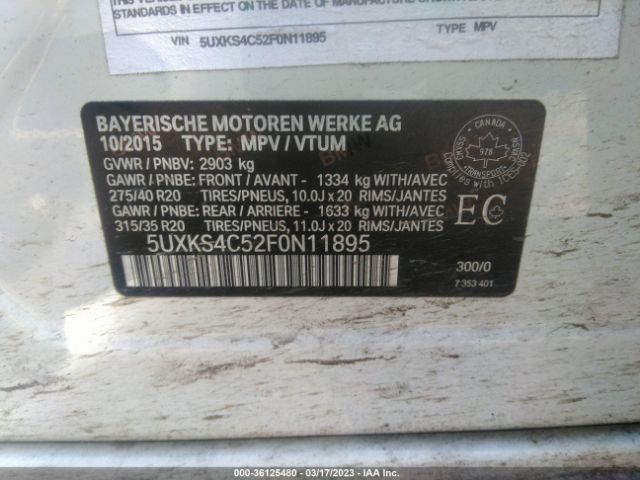 STANDARDS IN EFFECT ON THE DATE OF MANUFACTURE
VIN 5UXKS4C52F0N11895 TYPE MPV
BAYERISCHE MOTOREN WERKE AG
10/2015 TYPE: MPV / VTUM
GVWR / PNBV: 2903 kg
GAWR / PNBE: FRONT / AVANT - 1334 kg WITH/AVEC
275/40 R20 TIRES/PNEUS, 10.0J x 20 RIMS/JANTES
GAWR / PNBE: REAR / ARRIERE - 1633 kg WITH/AVEC
315/35 R20 TIRES/PNEUS, 11.0J x 20 RIMS/JANTES
5UXKS4C52F0N11895
CANADA
978
TRANSPORT
EC
300/0
7 353 401
000-36125480 - 03/17/2023 - IAA Inc.